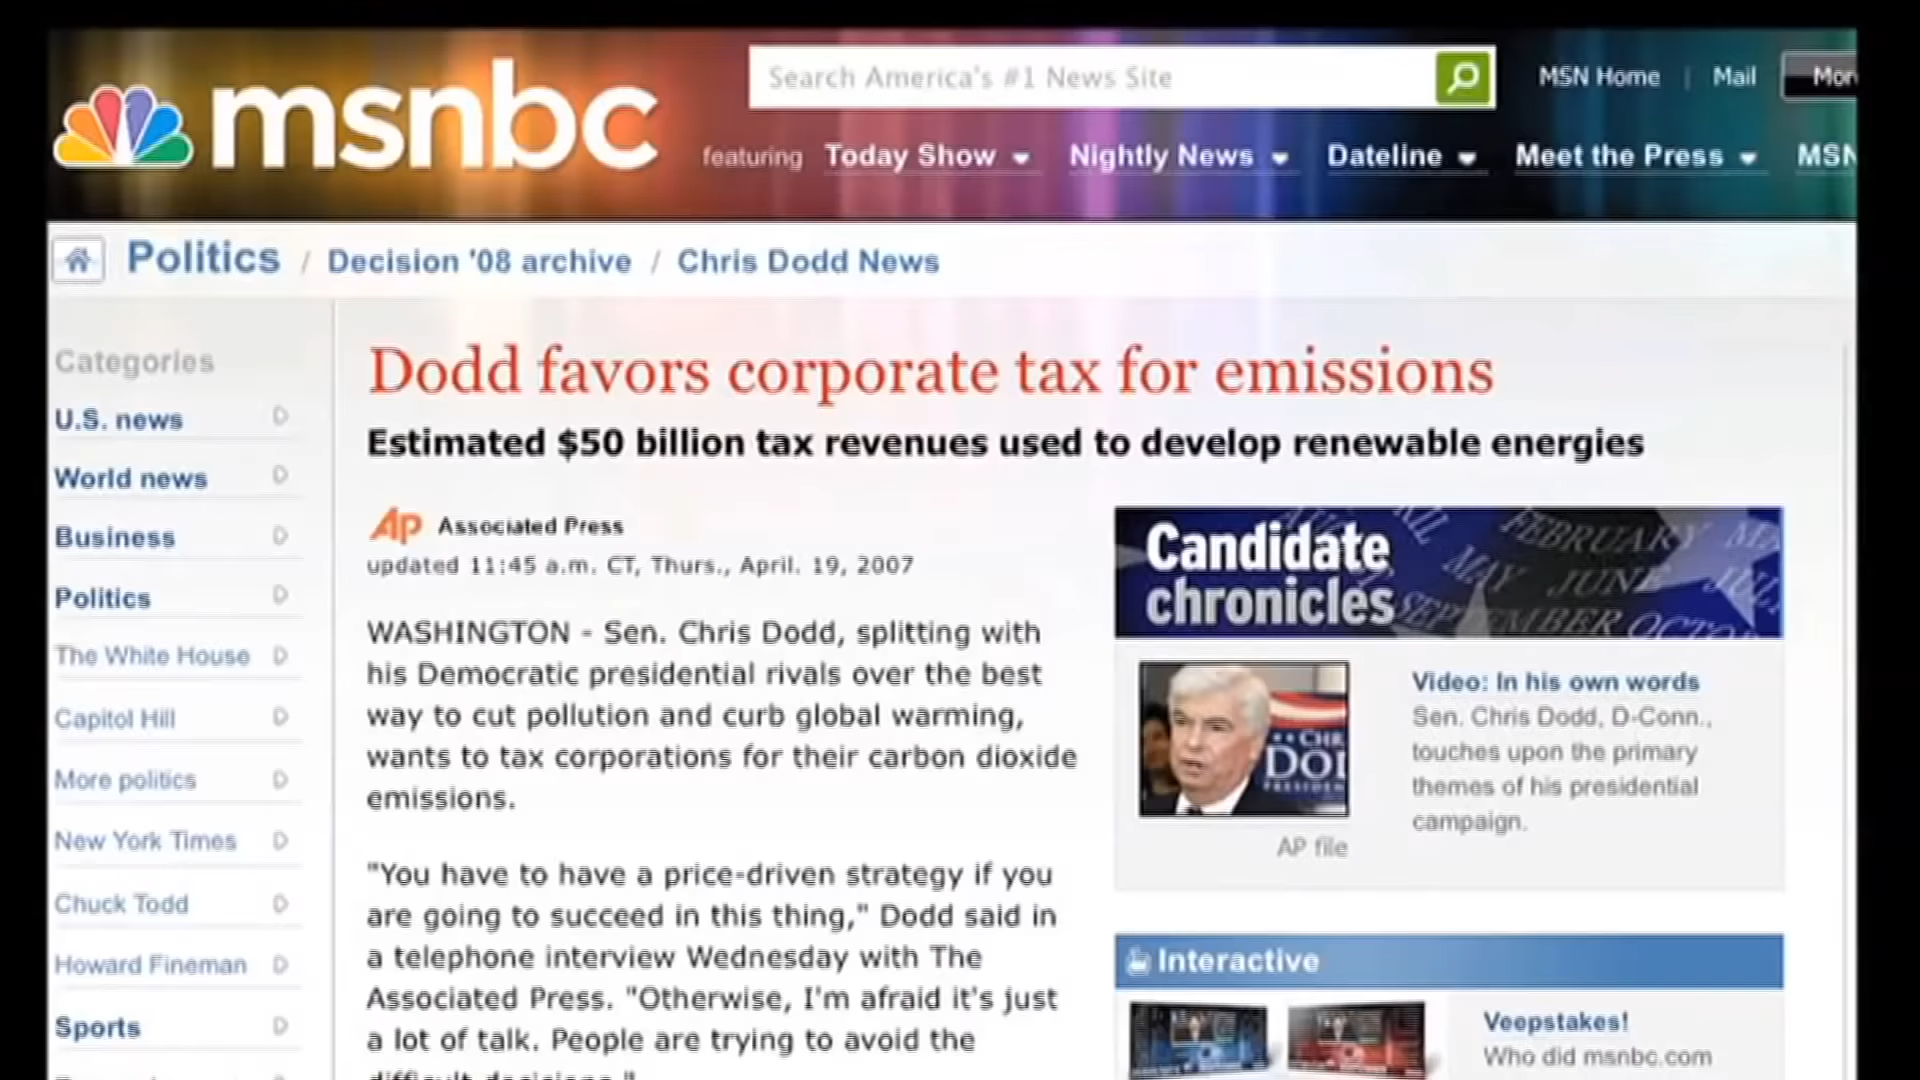 msnbc
Search America's #1 News Site
MSN Home | Mail
featuring Today Show Nightly News Dateline Meet the Press
Politics / Decision '08 archive / Chris Dodd News
Categories
U.S. news
World news
Business
Politics
The White House
Capitol Hill
More politics
New York Times
Chuck Todd
Howard Fineman
Sports
Dodd favors corporate tax for emissions
Estimated $50 billion tax revenues used to develop renewable energies
AP Associated Press
updated 11:45 a.m. CT, Thurs., April. 19, 2007
WASHINGTON - Sen. Chris Dodd, splitting with
his Democratic presidential rivals over the best
way to cut pollution and curb global warming,
wants to tax corporations for their carbon dioxide
emissions.
"You have to have a price-driven strategy if you
are going to succeed in this thing," Dodd said in
a telephone interview Wednesday with The
Associated Press. "Otherwise, I'm afraid it's just
a lot of talk. People are trying to avoid the
difficult decisions."
Candidate
chronicles
FEBRUARY
MAY JUNE
SEPTEMBER
Video: In his own words
Sen. Chris Dodd, D-Conn.,
touches upon the primary
themes of his presidential
campaign.
AP file
Interactive
Veepstakes!
Who did msnbc.com